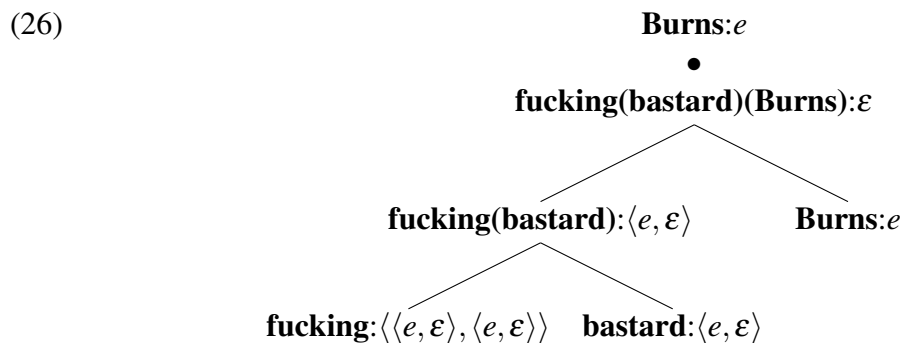 (26) Burns:e
•
fucking(bastard)(Burns):ε
fucking(bastard):⟨e,ε⟩ Burns:e
fucking:⟨⟨e,ε⟩,⟨e,ε⟩⟩ bastard:⟨e,ε⟩